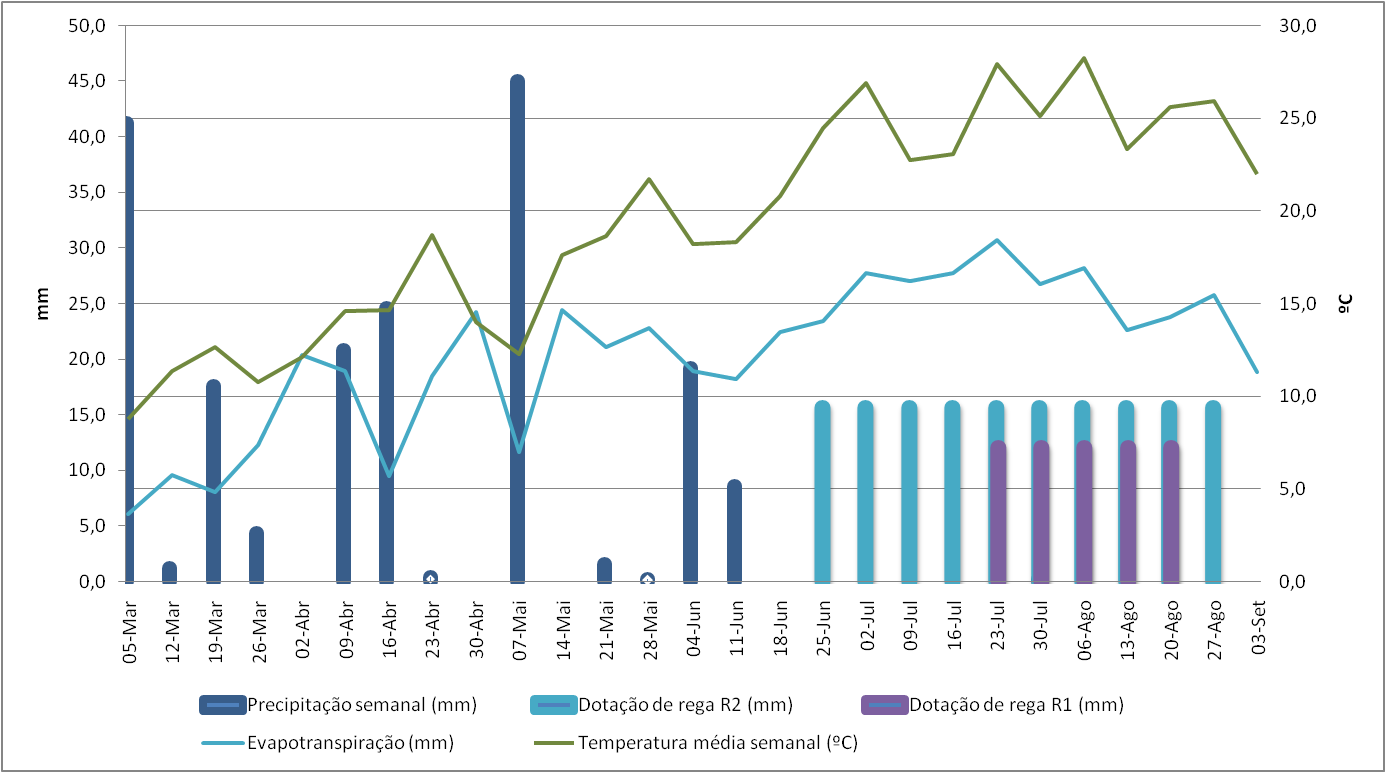 50,0
45,0
40,0
35,0
30,0
25,0
20,0
15,0
10,0
5,0
0,0
mm
30,0
25,0
20,0
15,0
10,0
5,0
0,0
ºC
05-Mar
12-Mar
19-Mar
26-Mar
02-Abr
09-Abr
16-Abr
23-Abr
30-Abr
07-Mai
14-Mai
21-Mai
28-Mai
04-Jun
11-Jun
18-Jun
25-Jun
02-Jul
09-Jul
16-Jul
23-Jul
30-Jul
06-Ago
13-Ago
20-Ago
27-Ago
03-Set
Precipitação semanal (mm)
Dotação de rega R2 (mm)
Dotação de rega R1 (mm)
Evapotranspiração (mm)
Temperatura média semanal (ºC)